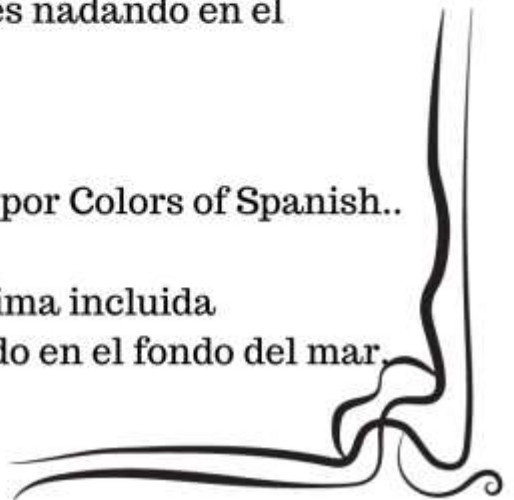 es nadando en el
por Colors of Spanish..
ima incluida
do en el fondo del mar.